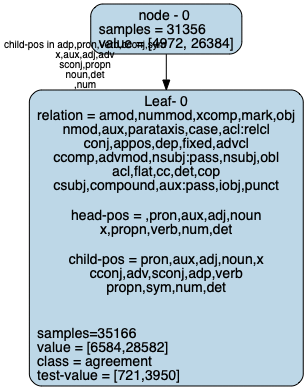 node - 0
samples = 31356
value = [4972, 26384]
child-pos in adp,pron,verb,cconj,sym
x,aux,adj,adv
sconj,propn
noun,det
,num
Leaf- 0
relation = amod,nummod,xcomp,mark,obj
nmod,aux,parataxis,case,acl:relcl
conj,appos,dep,fixed,advcl
ccomp,advmod,nsubj:pass,nsubj,obl
acl,flat,cc,det,cop
csubj,compound,aux:pass,iobj,punct
head-pos = ,pron,aux,adj,noun
x,propn,verb,num,det
child-pos = pron,aux,adj,noun,x
cconj,adv,sconj,adp,verb
propn,sym,num,det
samples=35166
value = [6584,28582]
class = agreement
test-value = [721,3950]